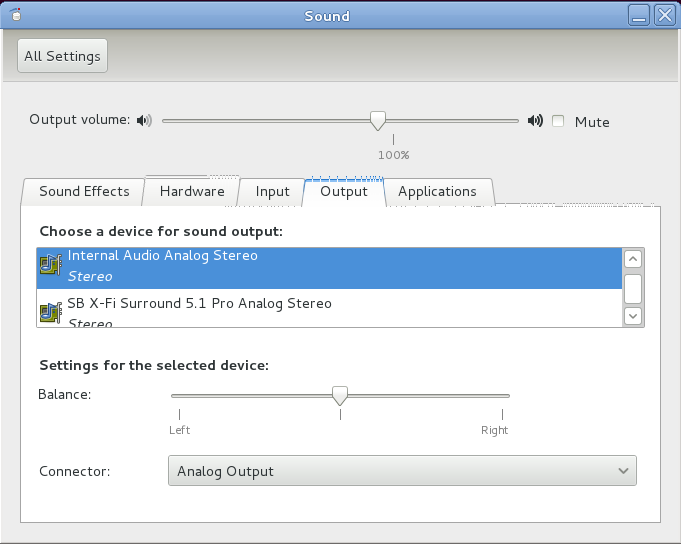 Sound
All Settings
Output volume:
Mute
100%
Sound Effects
Hardware
Input
Output
Applications
Choose a device for sound output:
Internal Audio Analog Stereo
Stereo
SB X-Fi Surround 5.1 Pro Analog Stereo
Stereo
Settings for the selected device:
Balance:
Left
Right
Connector:
Analog Output